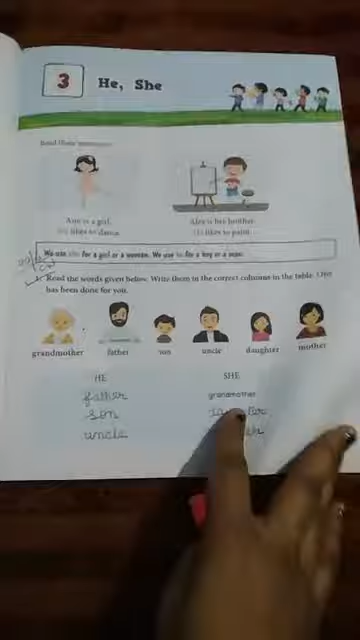 3 He, She
Read these sentences.
Ann is a girl.
She likes to dance.
Alex is her brother.
He likes to paint.
We use she for a girl or a woman. We use he for a boy or a man.
1. Read the words given below. Write them in the correct columns in the table. One
has been done for you.
grandmother father son uncle daughter mother
HE SHE
father grandmother
son
uncle